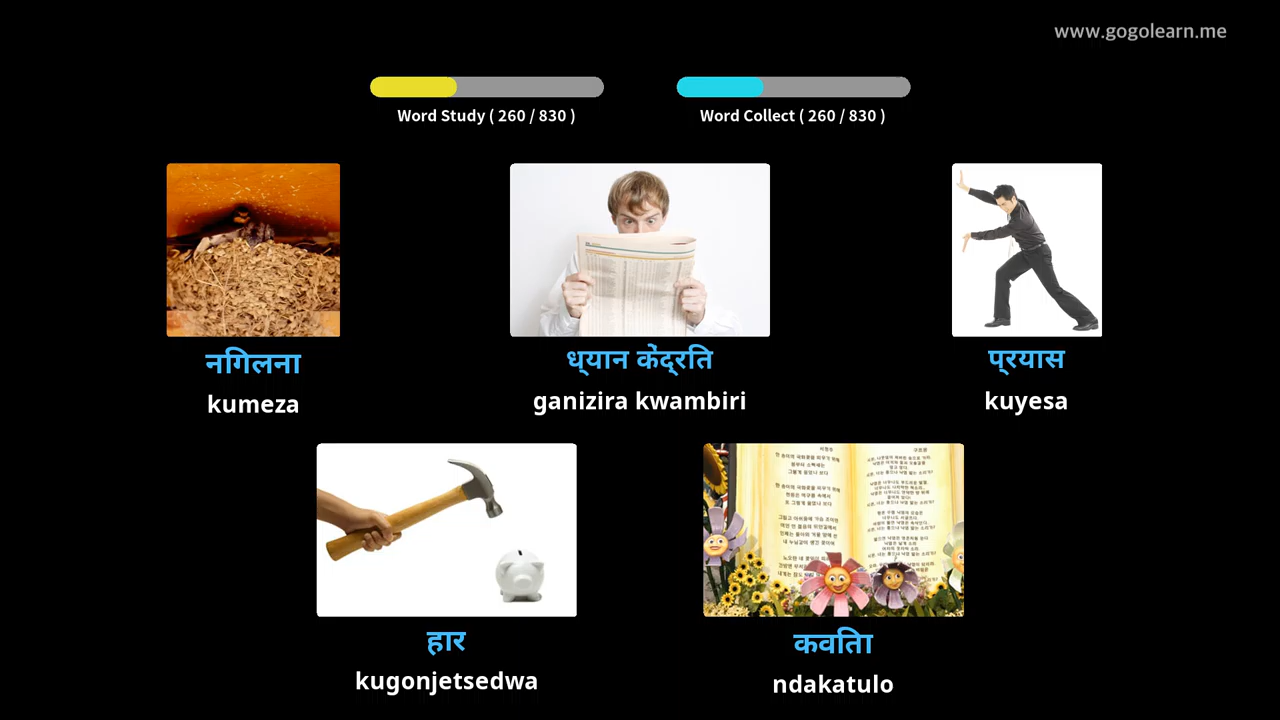 www.gogolearn.me
Word Study ( 260 / 830 )
Word Collect ( 260 / 830 )
नगिलना
ध्यान केंद्रति
प्रयास
kumeza
ganizira kwambiri
kuyesa
हार
कवतिा
kugonjetsedwa
ndakatulo